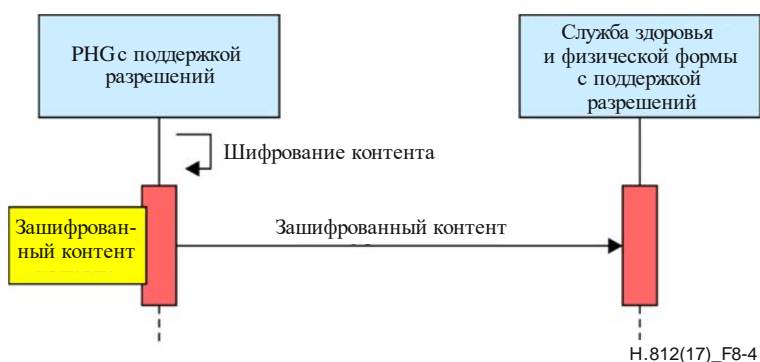 PHG с поддержкой
разрешений
Служба здоровья
и физической формы
с поддержкой
разрешений
Шифрование контента
Зашифрован-
ный контент
Зашифрованный контент
H.812(17)_F8-4